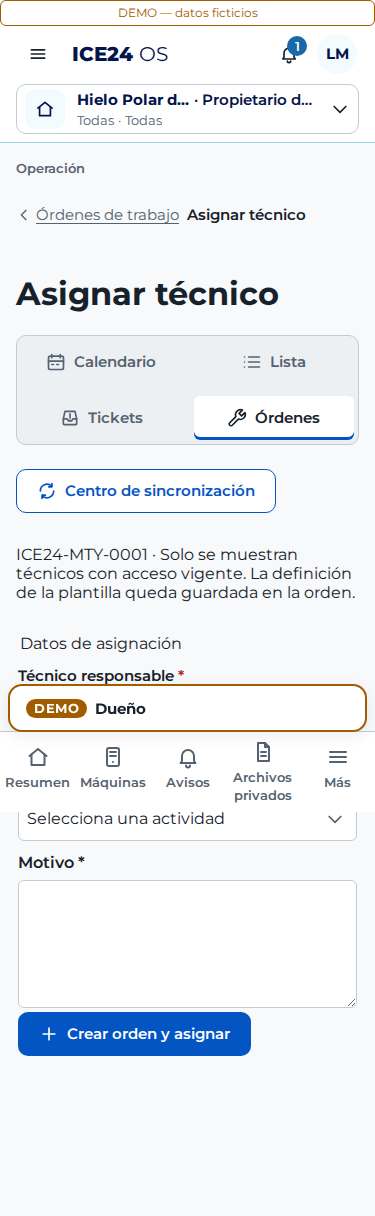 DEMO — datos ficticios
ICE24 OS
1
LM
Hielo Polar d... · Propietario d...
Todas · Todas
Operación
Órdenes de trabajo Asignar técnico
Asignar técnico
Calendario Lista
Tickets Órdenes
Centro de sincronización
ICE24-MTY-0001 · Solo se muestran
técnicos con acceso vigente. La definición
de la plantilla queda guardada en la orden.
Datos de asignación
Técnico responsable *
DEMO Dueño
Resumen Máquinas Avisos Archivos privados Más
Selecciona una actividad
Motivo *
Crear orden y asignar